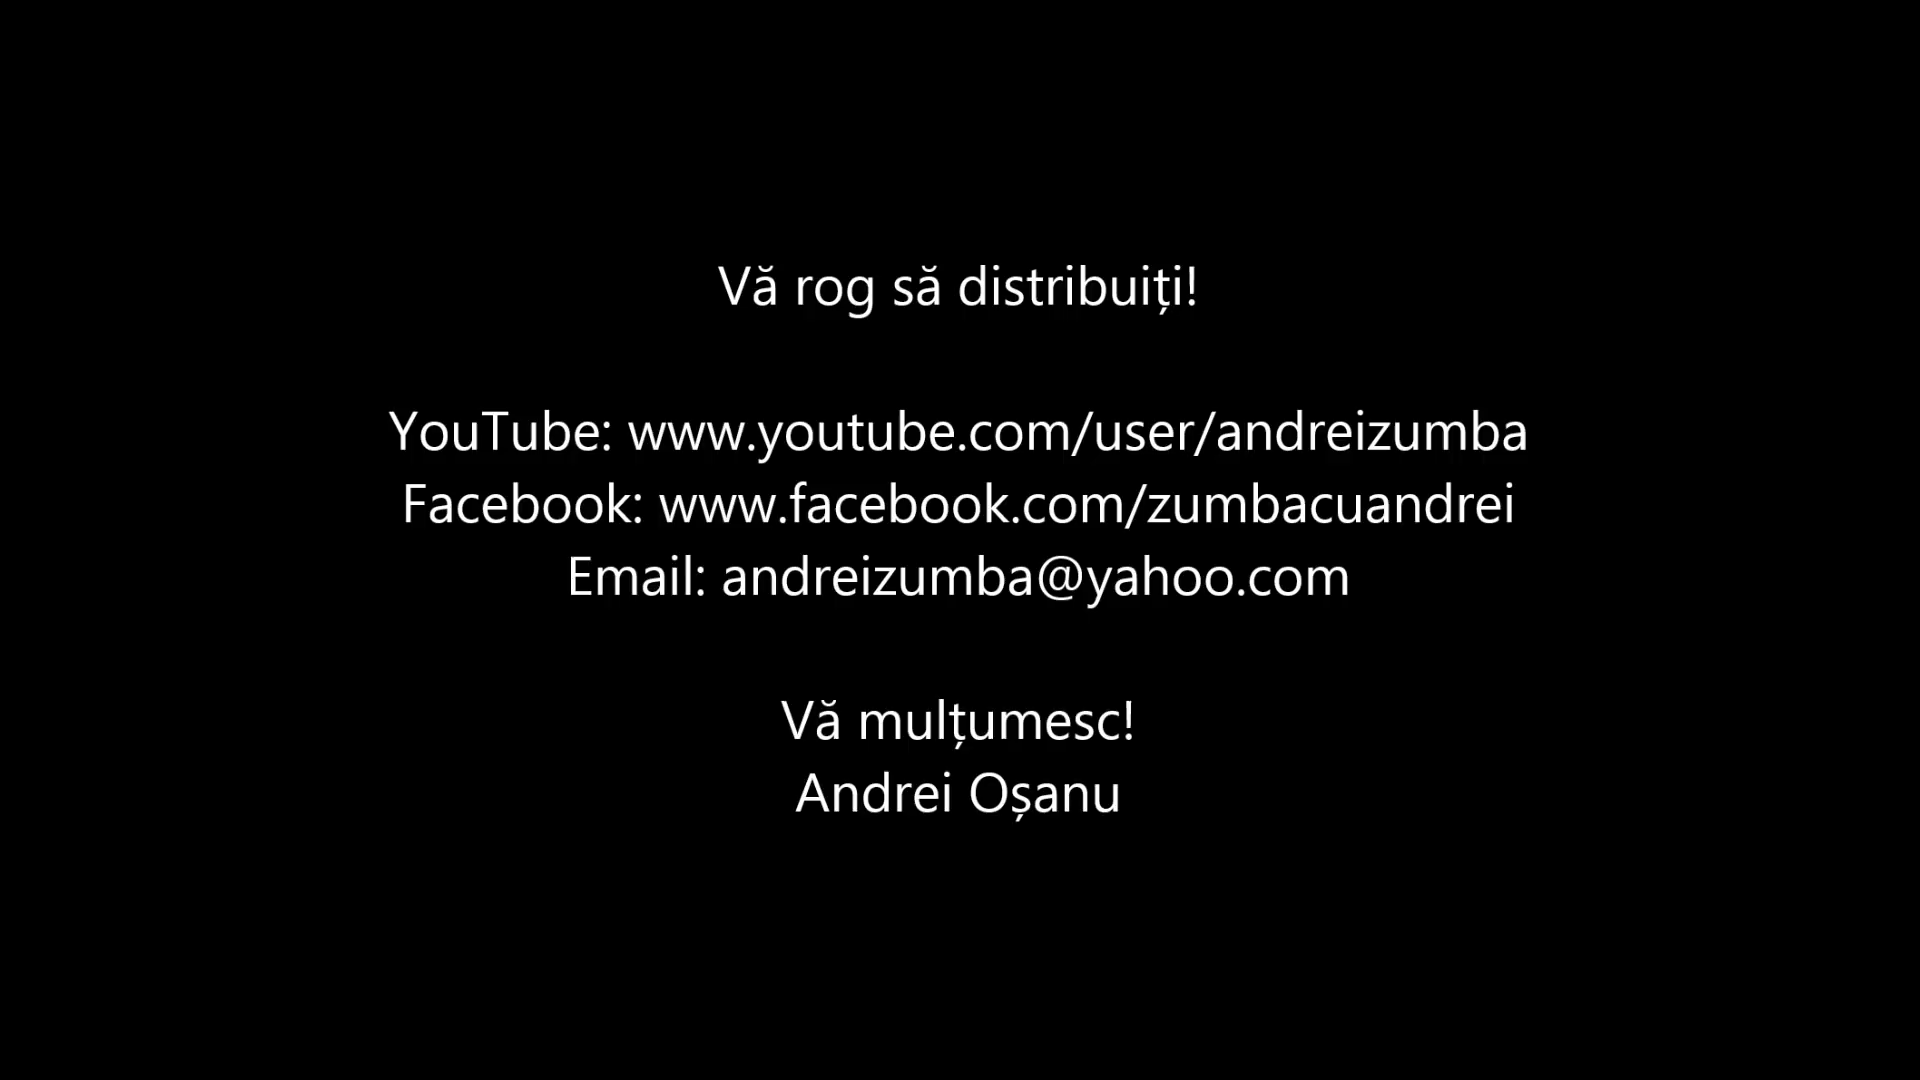 Vă rog să distribuiți!
YouTube: www.youtube.com/user/andreizumba
Facebook: www.facebook.com/zumbacuandrei
Email: andreizumba@yahoo.com
Vă mulțumesc!
Andrei Oșanu